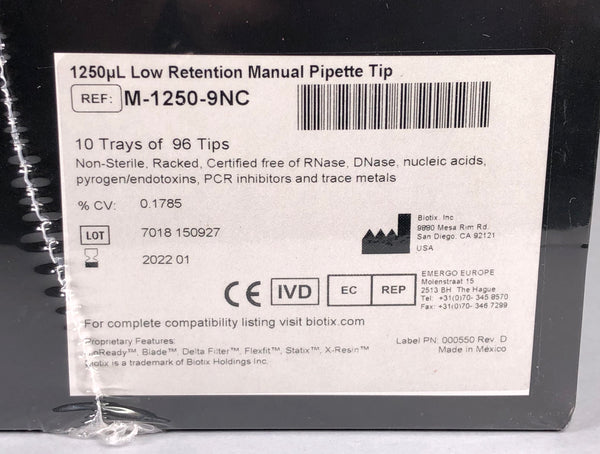 1250µL Low Retention Manual Pipette Tip
REF: M-1250-9NC
10 Trays of 96 Tips
Non-Sterile, Racked, Certified free of RNase, DNase, nucleic acids,
pyrogen/endotoxins, PCR inhibitors and trace metals
% CV: 0.1785
LOT 7018 150927
2022 01
Biotix, Inc.
9880 Mesa Rim Rd.
San Diego, CA 92121
USA
CE IVD EC REP
EMERGO EUROPE
Molenstraat 15
2513 BH The Hague
Tel: +31(0)70- 345 8570
Fax: +31(0)70- 346 7299
For complete compatibility listing visit biotix.com
Proprietary Features:
Blade™, Delta Filter™, Flexfit™, Statix™, X-Resin™
Biotix is a trademark of Biotix Holdings Inc.
Label PN: 000550 Rev. D
Made in México